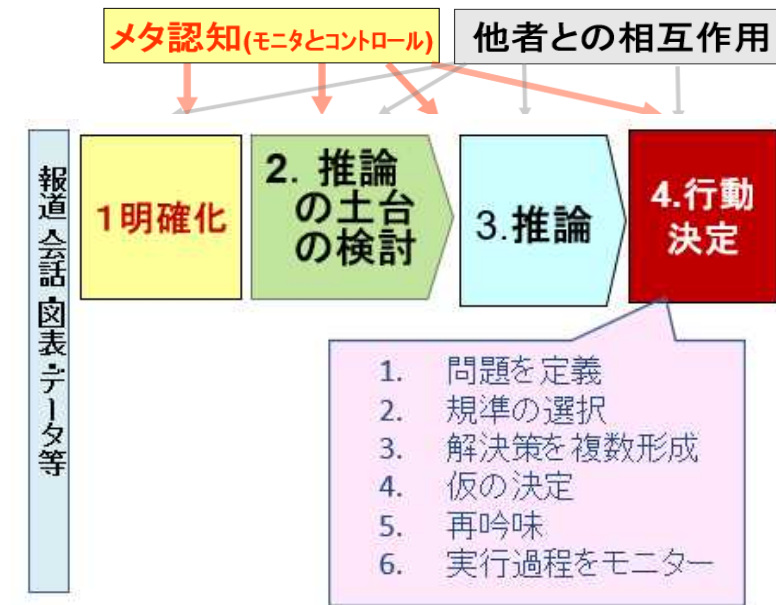 メタ認知(モニタとコントロール)
他者との相互作用
報道・会話・図表・データ等
1明確化
2. 推論
の土台
の検討
3.推論
4.行動
決定
1. 問題を定義
2. 規準の選択
3. 解決策を複数形成
4. 仮の決定
5. 再吟味
6. 実行過程をモニター